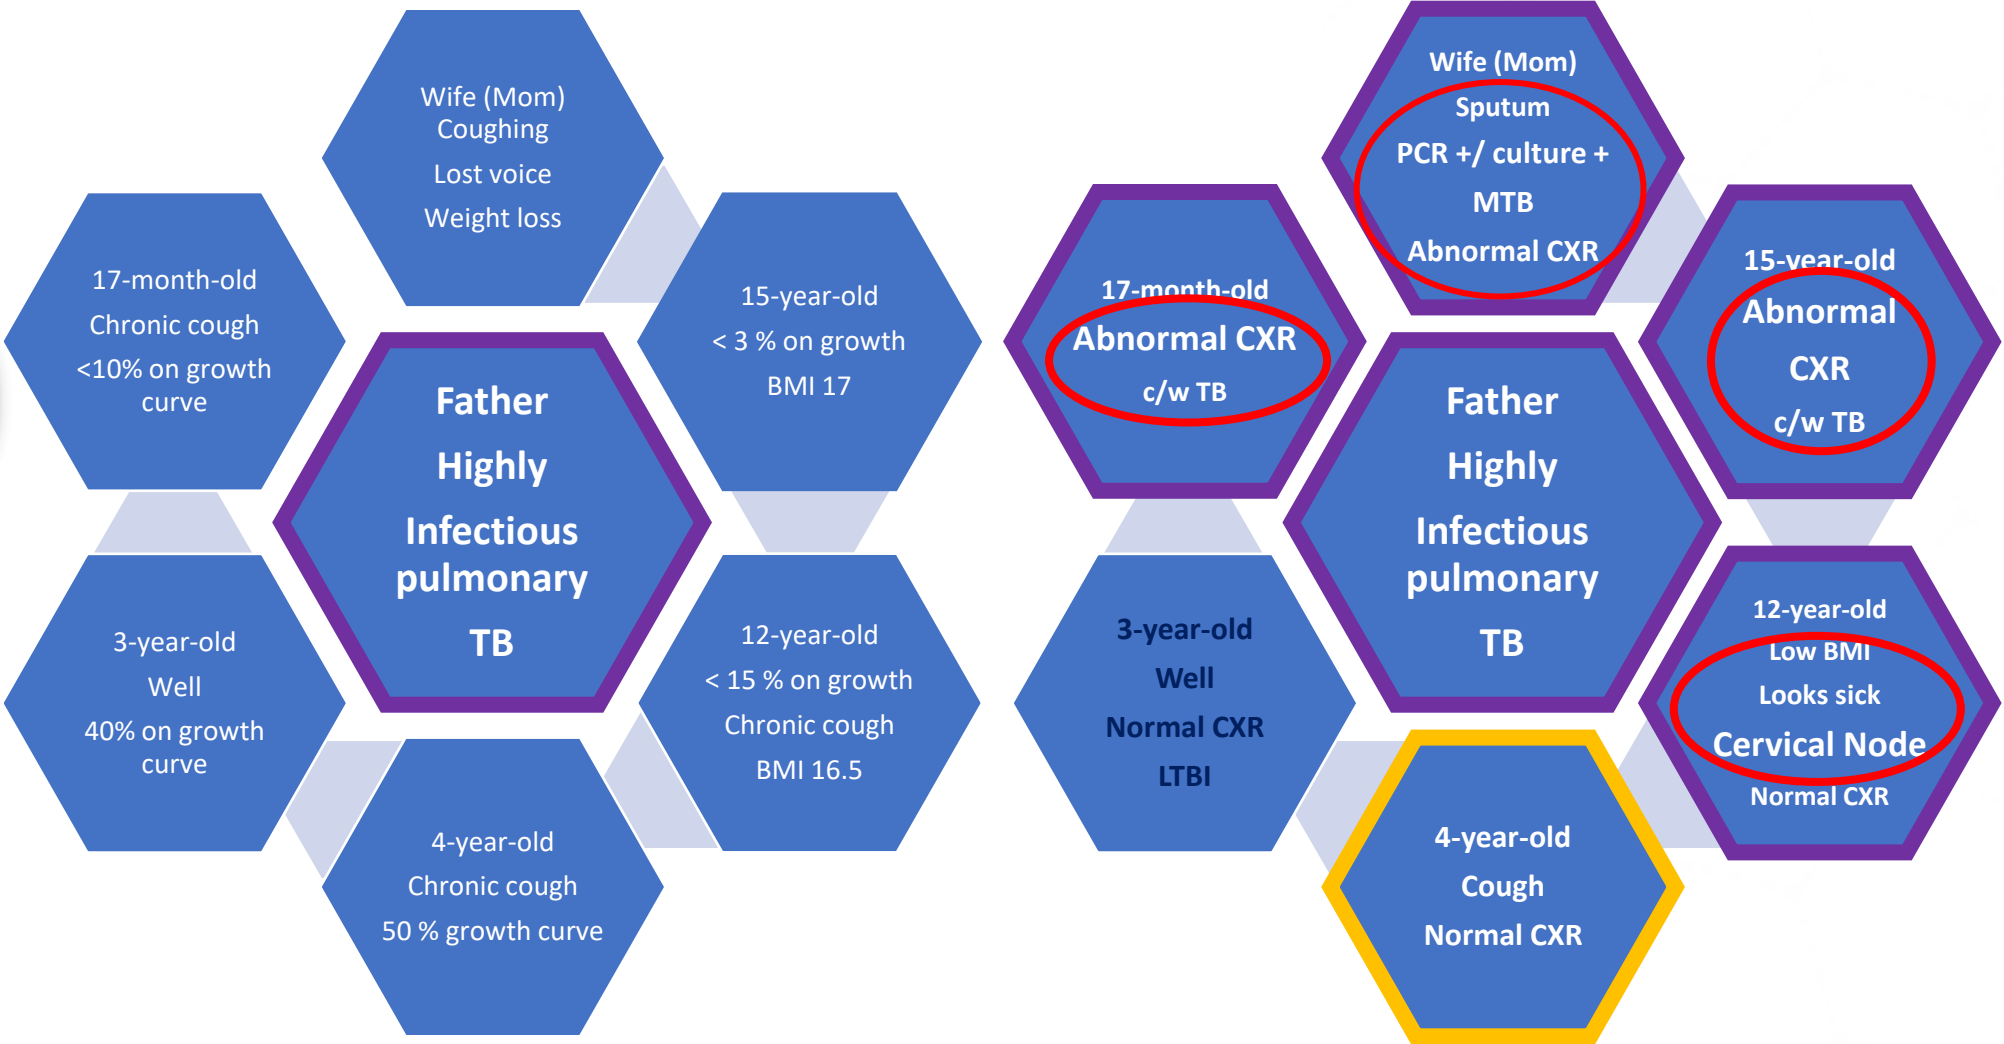 Wife (Mom)
Coughing
Lost voice
Weight loss
15-year-old
< 3 % on growth
BMI 17
12-year-old
< 15 % on growth
Chronic cough
BMI 16.5
4-year-old
Chronic cough
50 % growth curve
3-year-old
Well
40% on growth
curve
17-month-old
Chronic cough
<10% on growth
curve
Father
Highly
Infectious
pulmonary
TB
Wife (Mom)
Sputum
PCR +/ culture +
MTB
Abnormal CXR
15-year-old
Abnormal
CXR
c/w TB
12-year-old
Low BMI
Looks sick
Cervical Node
Normal CXR
4-year-old
Cough
Normal CXR
3-year-old
Well
Normal CXR
LTBI
17-month-old
Abnormal CXR
c/w TB
Father
Highly
Infectious
pulmonary
TB